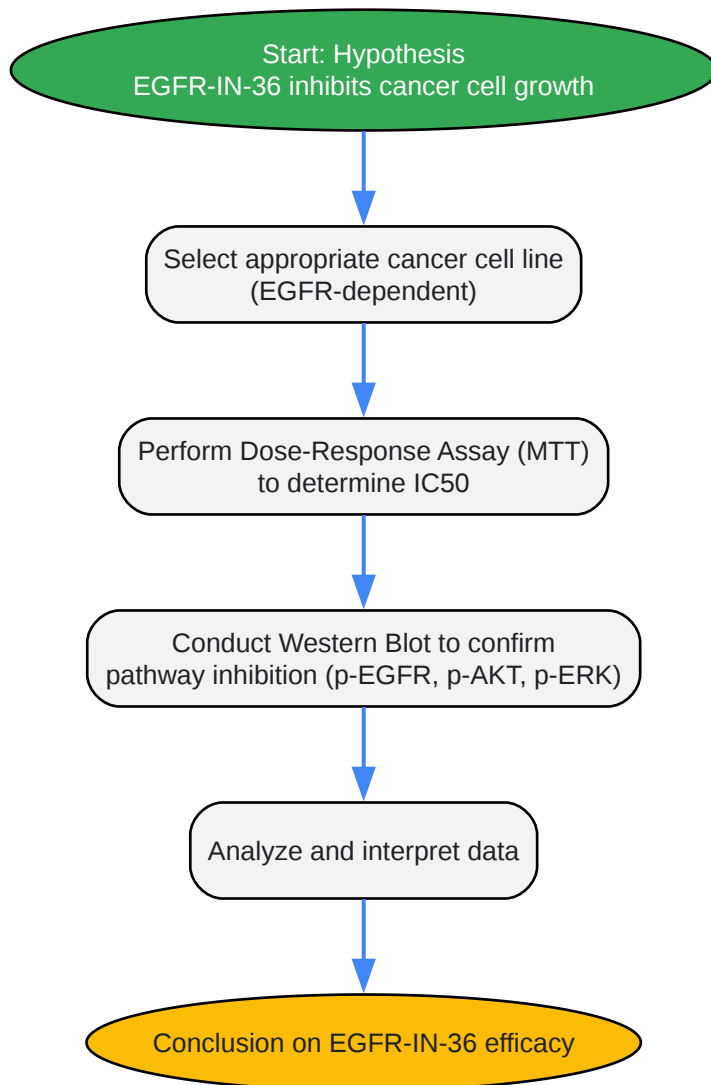 Start: Hypothesis
EGFR-IN-36 inhibits cancer cell growth
Select appropriate cancer cell line
(EGFR-dependent)
Perform Dose-Response Assay (MTT)
to determine IC50
Conduct Western Blot to confirm
pathway inhibition (p-EGFR, p-AKT, p-ERK)
Analyze and interpret data
Conclusion on EGFR-IN-36 efficacy